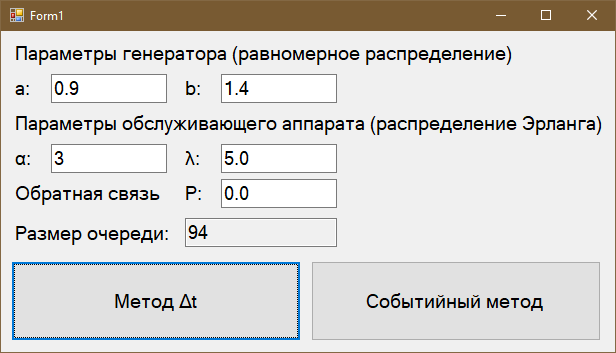 Form1
Параметры генератора (равномерное распределение)
a: 0.9 b: 1.4
Параметры обслуживающего аппарата (распределение Эрланга)
α: 3 λ: 5.0
Обратная связь P: 0.0
Размер очереди: 94
Метод Δt Событийный метод